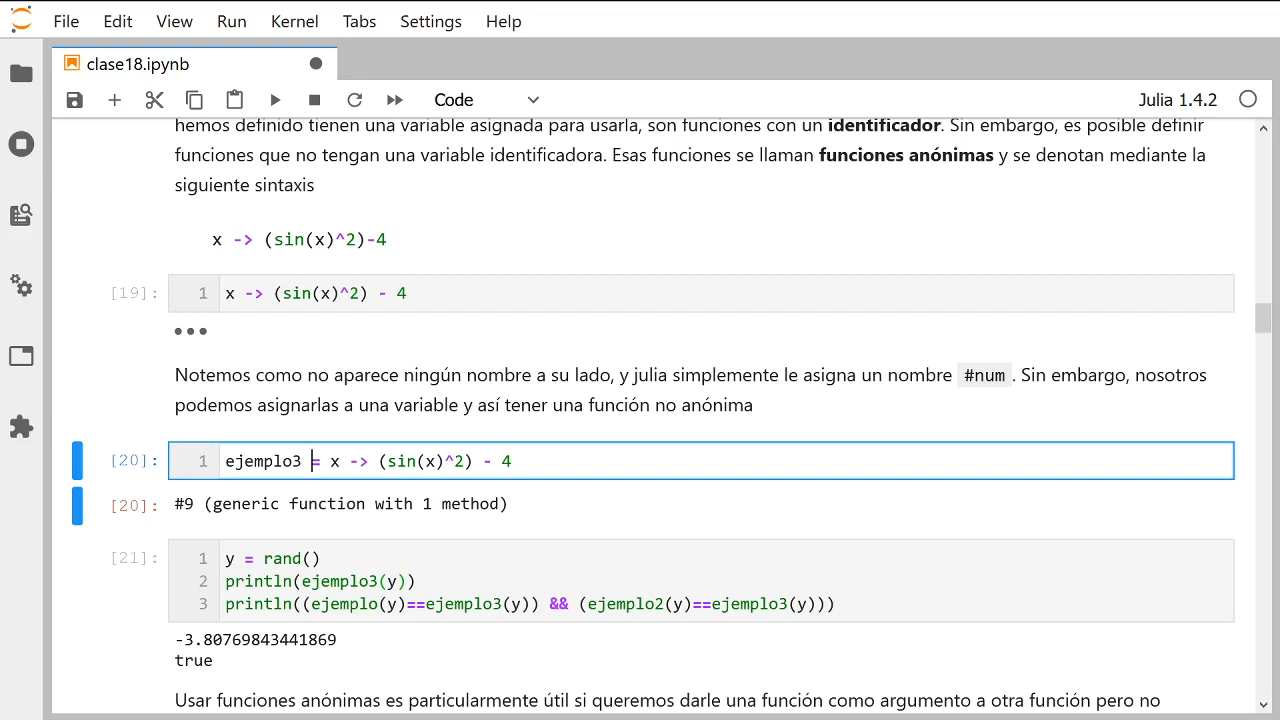 File Edit View Run Kernel Tabs Settings Help
clase18.ipynb
Code
Julia 1.4.2
hemos definido tienen una variable asignada para usarla, son funciones con un identificador. Sin embargo, es posible definir
funciones que no tengan una variable identificadora. Esas funciones se llaman funciones anónimas y se denotan mediante la
siguiente sintaxis
x -> (sin(x)^2)-4
[19]: 1 x -> (sin(x)^2) - 4
Notemos como no aparece ningún nombre a su lado, y julia simplemente le asigna un nombre #num . Sin embargo, nosotros
podemos asignarlas a una variable y así tener una función no anónima
[20]: 1 ejemplo3 = x -> (sin(x)^2) - 4
[20]: #9 (generic function with 1 method)
[21]: 1 y = rand()
2 println(ejemplo3(y))
3 println((ejemplo(y)==ejemplo3(y)) && (ejemplo2(y)==ejemplo3(y)))
-3.80769843441869
true
Usar funciones anónimas es particularmente útil si queremos darle una función como argumento a otra función pero no